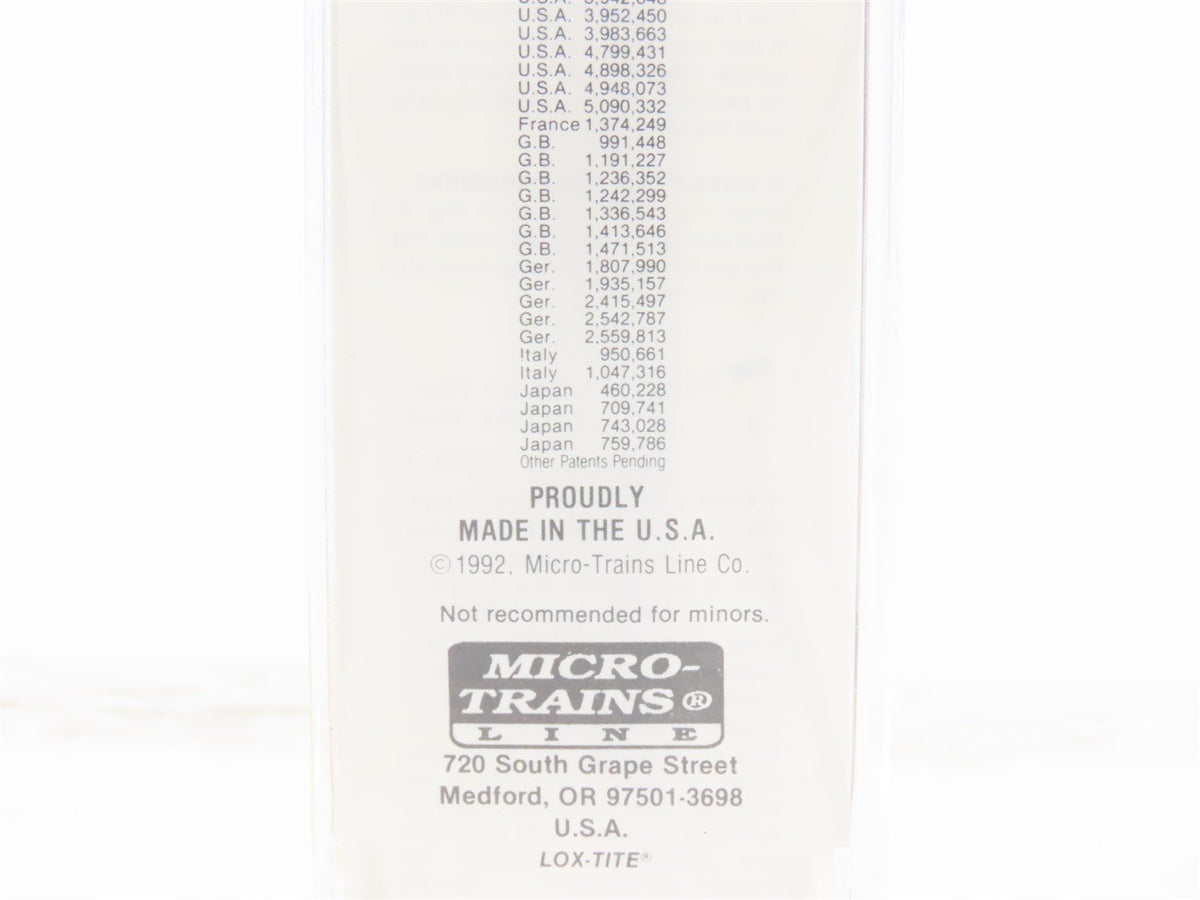 U.S.A. 3,942,648
U.S.A. 3,952,450
U.S.A. 3,983,663
U.S.A. 4,799,431
U.S.A. 4,898,326
U.S.A. 4,948,073
U.S.A. 5,090,332
France 1,374,249
G.B. 991,448
G.B. 1,191,227
G.B. 1,236,352
G.B. 1,242,299
G.B. 1,336,543
G.B. 1,413,646
G.B. 1,471,513
Ger. 1,807,990
Ger. 1,935,157
Ger. 2,415,497
Ger. 2,542,787
Ger. 2,559,813
Italy 950,661
Italy 1,047,316
Japan 460,228
Japan 709,741
Japan 743,028
Japan 759,786
Other Patents Pending
PROUDLY
MADE IN THE U.S.A.
©1992, Micro-Trains Line Co.
Not recommended for minors.
MICRO-
TRAINS®
LINE
720 South Grape Street
Medford, OR 97501-3698
U.S.A.
LOX-TITE®